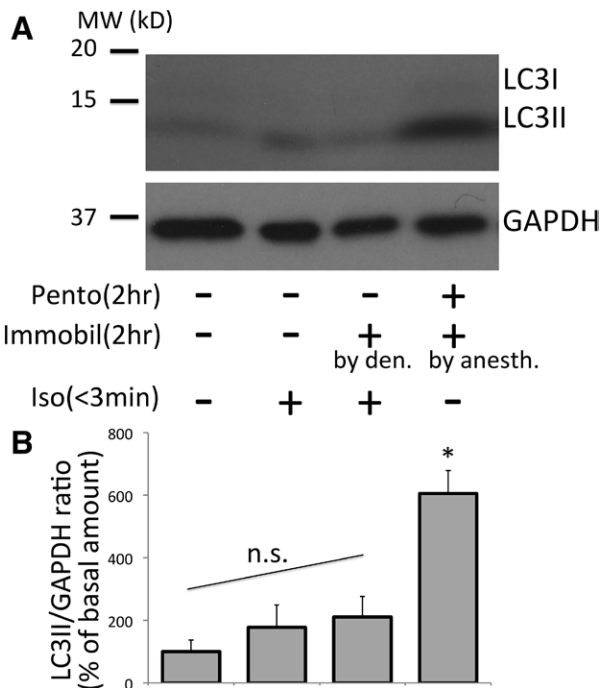 A
MW (kD)
20
15
LC3I
LC3II
37
GAPDH
Pento(2hr) - - - +
Immobil(2hr) - - + +
by den. by anesth.
Iso(<3min) - + + -
B
LC3II/GAPDH ratio
(% of basal amount)
800
600
400
200
0
n.s.
*